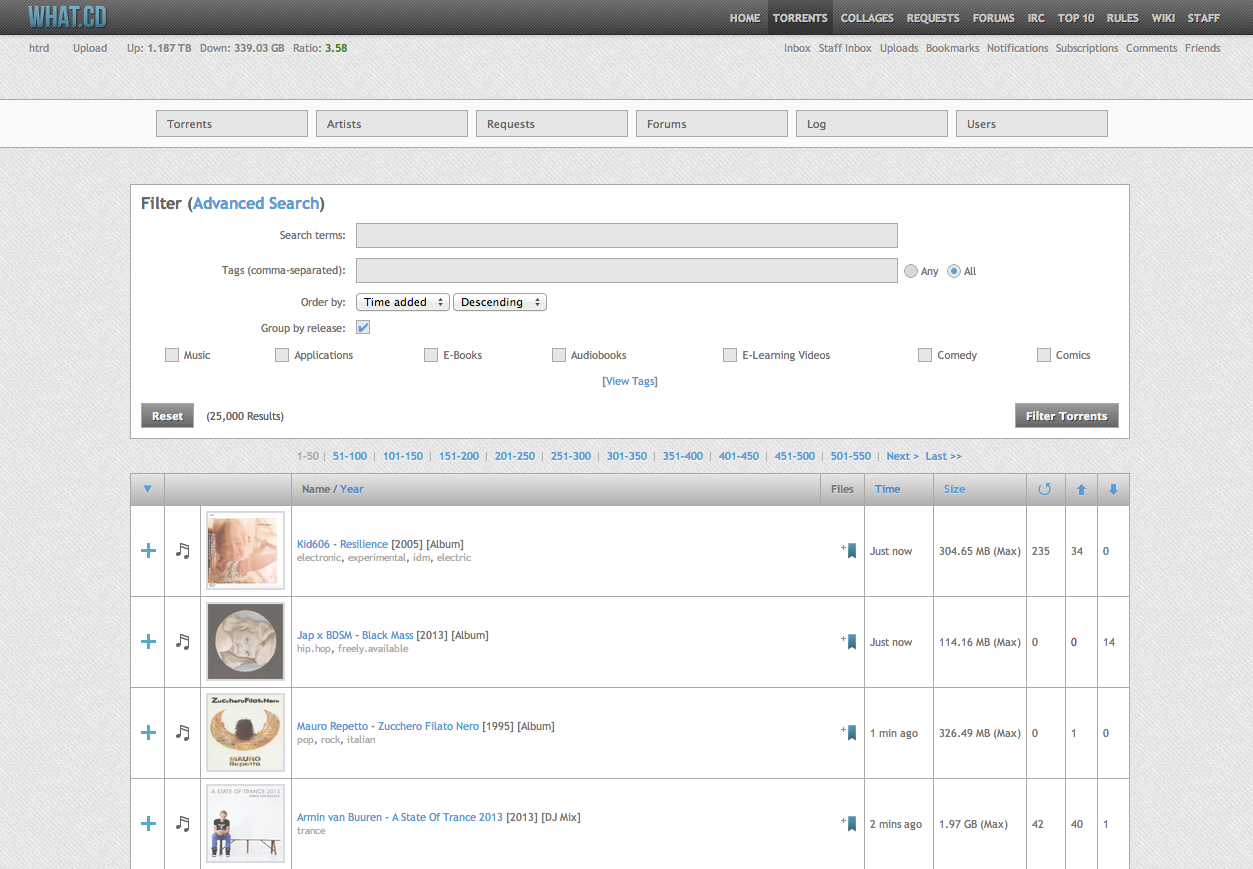 WHAT.CD
HOME TORRENTS COLLAGES REQUESTS FORUMS IRC TOP 10 RULES WIKI STAFF
htrd Upload Up: 1.187 TB Down: 339.03 GB Ratio: 3.58
Inbox Staff Inbox Uploads Bookmarks Notifications Subscriptions Comments Friends
Torrents Artists Requests Forums Log Users
Filter (Advanced Search)
Search terms:
Tags (comma-separated): Any All
Order by: Time added Descending
Group by release:
Music Applications E-Books Audiobooks E-Learning Videos Comedy Comics
[View Tags]
Reset (25,000 Results) Filter Torrents
1-50 | 51-100 | 101-150 | 151-200 | 201-250 | 251-300 | 301-350 | 351-400 | 401-450 | 451-500 | 501-550 | Next > Last >>
Name / Year Files Time Size
Kid606 - Resilience [2005] [Album]
electronic, experimental, idm, electric
Just now 304.65 MB (Max) 235 34 0
Jap x BDSM - Black Mass [2013] [Album]
hip.hop, freely.available
Just now 114.16 MB (Max) 0 0 14
ZuccheroFilatoNero
MAURO
Repetto
Mauro Repetto - Zucchero Filato Nero [1995] [Album]
pop, rock, italian
1 min ago 326.49 MB (Max) 0 1 0
A STATE OF TRANCE 2013
Armin van Buuren - A State Of Trance 2013 [2013] [DJ Mix]
trance
2 mins ago 1.97 GB (Max) 42 40 1